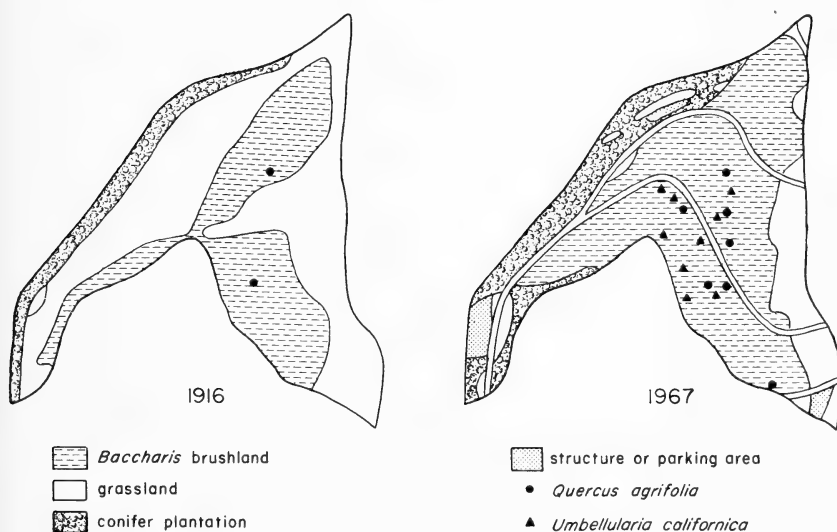 1916
1967
Baccharis brushland
grassland
conifer plantation
structure or parking area
Quercus agrifolia
Umbellularia californica